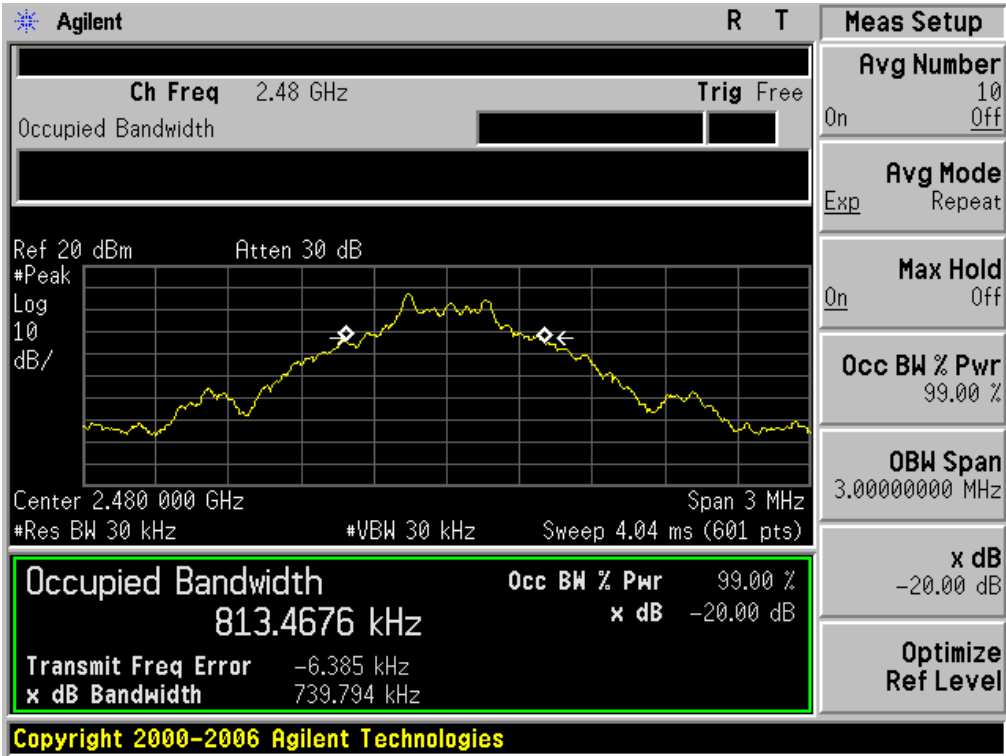 Agilent R T
Meas Setup
Ch Freq 2.48 GHz Trig Free
Occupied Bandwidth
Ref 20 dBm Atten 30 dB
#Peak
Log
10
dB/
Center 2.480 000 GHz Span 3 MHz
#Res BW 30 kHz #VBW 30 kHz Sweep 4.04 ms (601 pts)
Occupied Bandwidth
813.4676 kHz
Occ BW % Pwr 99.00 %
x dB -20.00 dB
Transmit Freq Error -6.385 kHz
x dB Bandwidth 739.794 kHz
Avg Number
10
On Off
Avg Mode
Exp Repeat
Max Hold
On Off
Occ BW % Pwr
99.00 %
OBW Span
3.00000000 MHz
x dB
-20.00 dB
Optimize
Ref Level
Copyright 2000-2006 Agilent Technologies